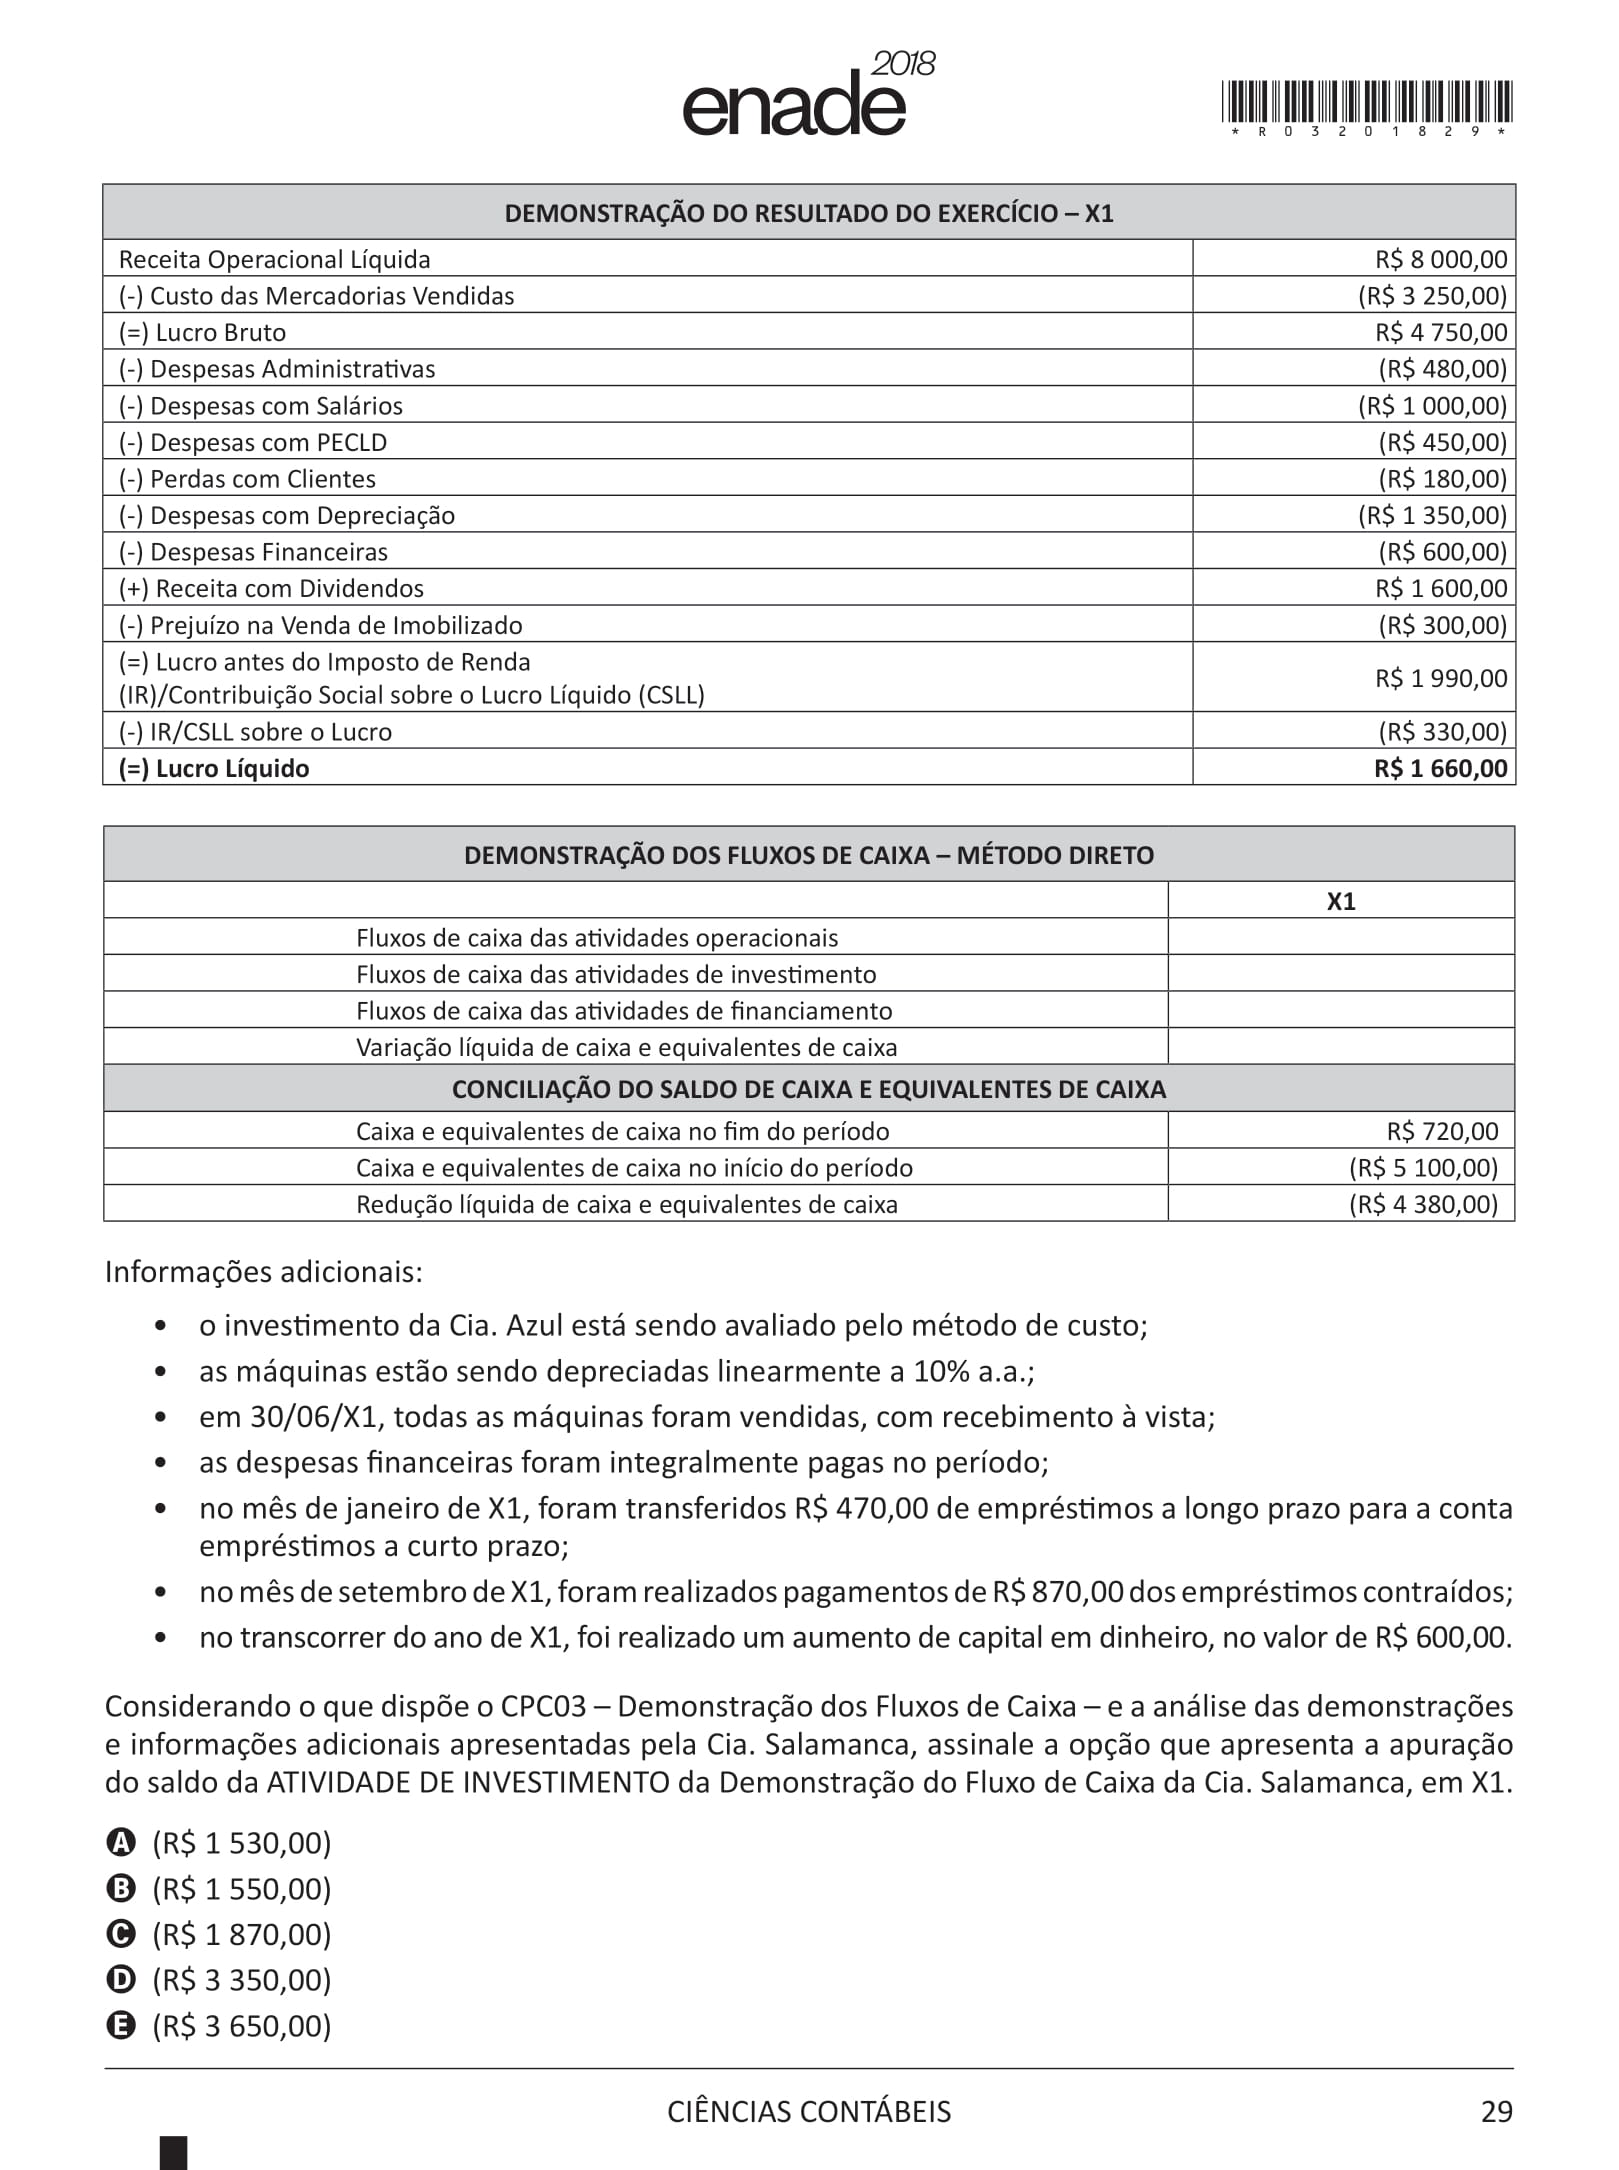 enade 2018
* R 0 3 2 0 1 8 2 9 *
DEMONSTRAÇÃO DO RESULTADO DO EXERCÍCIO – X1
Receita Operacional Líquida R$ 8 000,00
(-) Custo das Mercadorias Vendidas (R$ 3 250,00)
(=) Lucro Bruto R$ 4 750,00
(-) Despesas Administrativas (R$ 480,00)
(-) Despesas com Salários (R$ 1 000,00)
(-) Despesas com PECLD (R$ 450,00)
(-) Perdas com Clientes (R$ 180,00)
(-) Despesas com Depreciação (R$ 1 350,00)
(-) Despesas Financeiras (R$ 600,00)
(+) Receita com Dividendos R$ 1 600,00
(-) Prejuízo na Venda de Imobilizado (R$ 300,00)
(=) Lucro antes do Imposto de Renda
(IR)/Contribuição Social sobre o Lucro Líquido (CSLL) R$ 1 990,00
(-) IR/CSLL sobre o Lucro (R$ 330,00)
(=) Lucro Líquido R$ 1 660,00
DEMONSTRAÇÃO DOS FLUXOS DE CAIXA – MÉTODO DIRETO
X1
Fluxos de caixa das atividades operacionais
Fluxos de caixa das atividades de investimento
Fluxos de caixa das atividades de financiamento
Variação líquida de caixa e equivalentes de caixa
CONCILIAÇÃO DO SALDO DE CAIXA E EQUIVALENTES DE CAIXA
Caixa e equivalentes de caixa no fim do período R$ 720,00
Caixa e equivalentes de caixa no início do período (R$ 5 100,00)
Redução líquida de caixa e equivalentes de caixa (R$ 4 380,00)
Informações adicionais:
• o investimento da Cia. Azul está sendo avaliado pelo método de custo;
• as máquinas estão sendo depreciadas linearmente a 10% a.a.;
• em 30/06/X1, todas as máquinas foram vendidas, com recebimento à vista;
• as despesas financeiras foram integralmente pagas no período;
• no mês de janeiro de X1, foram transferidos R$ 470,00 de empréstimos a longo prazo para a conta
empréstimos a curto prazo;
• no mês de setembro de X1, foram realizados pagamentos de R$ 870,00 dos empréstimos contraídos;
• no transcorrer do ano de X1, foi realizado um aumento de capital em dinheiro, no valor de R$ 600,00.
Considerando o que dispõe o CPC03 – Demonstração dos Fluxos de Caixa – e a análise das demonstrações
e informações adicionais apresentadas pela Cia. Salamanca, assinale a opção que apresenta a apuração
do saldo da ATIVIDADE DE INVESTIMENTO da Demonstração do Fluxo de Caixa da Cia. Salamanca, em X1.
A (R$ 1 530,00)
B (R$ 1 550,00)
C (R$ 1 870,00)
D (R$ 3 350,00)
E (R$ 3 650,00)
CIÊNCIAS CONTÁBEIS 29